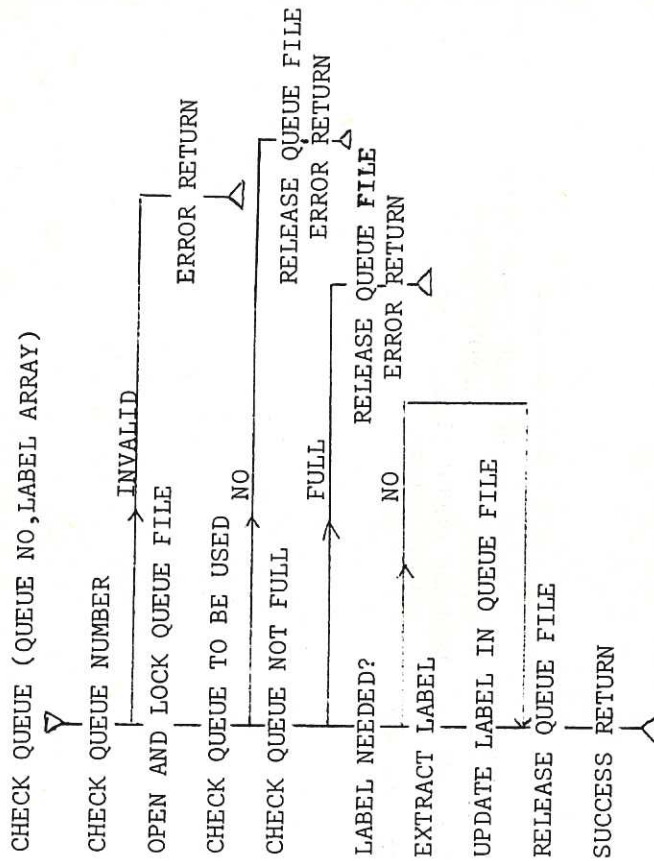 CHECK QUEUE (QUEUE NO,LABEL ARRAY)
CHECK QUEUE NUMBER
INVALID
ERROR RETURN
OPEN AND LOCK QUEUE FILE
CHECK QUEUE TO BE USED
NO
RELEASE QUEUE FILE
ERROR RETURN
CHECK QUEUE NOT FULL
FULL
RELEASE QUEUE FILE
ERROR RETURN
LABEL NEEDED?
NO
EXTRACT LABEL
UPDATE LABEL IN QUEUE FILE
RELEASE QUEUE FILE
SUCCESS RETURN